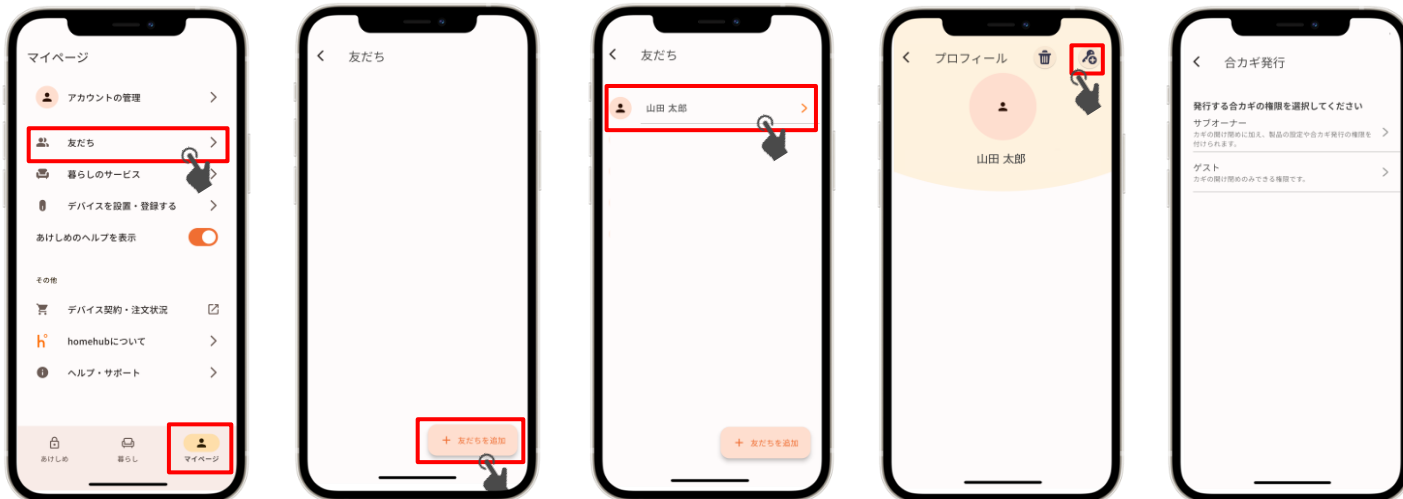 マイページ
アカウントの管理
友だち
暮らしのサービス
デバイスを設置・登録する
あけしめのヘルプを表示
その他
デバイス契約・注文状況
homehubについて
ヘルプ・サポート
あけしめ
暮らし
マイページ
友だち
+ 友だちを追加
友だち
山田 太郎
+ 友だちを追加
プロフィール
山田 太郎
合カギ発行
発行する合カギの権限を選択してください
サブオーナー
カギの開け閉めに加え、製品の設定や合カギ発行の権限を
付けられます。
ゲスト
カギの開け閉めのみできる権限です。